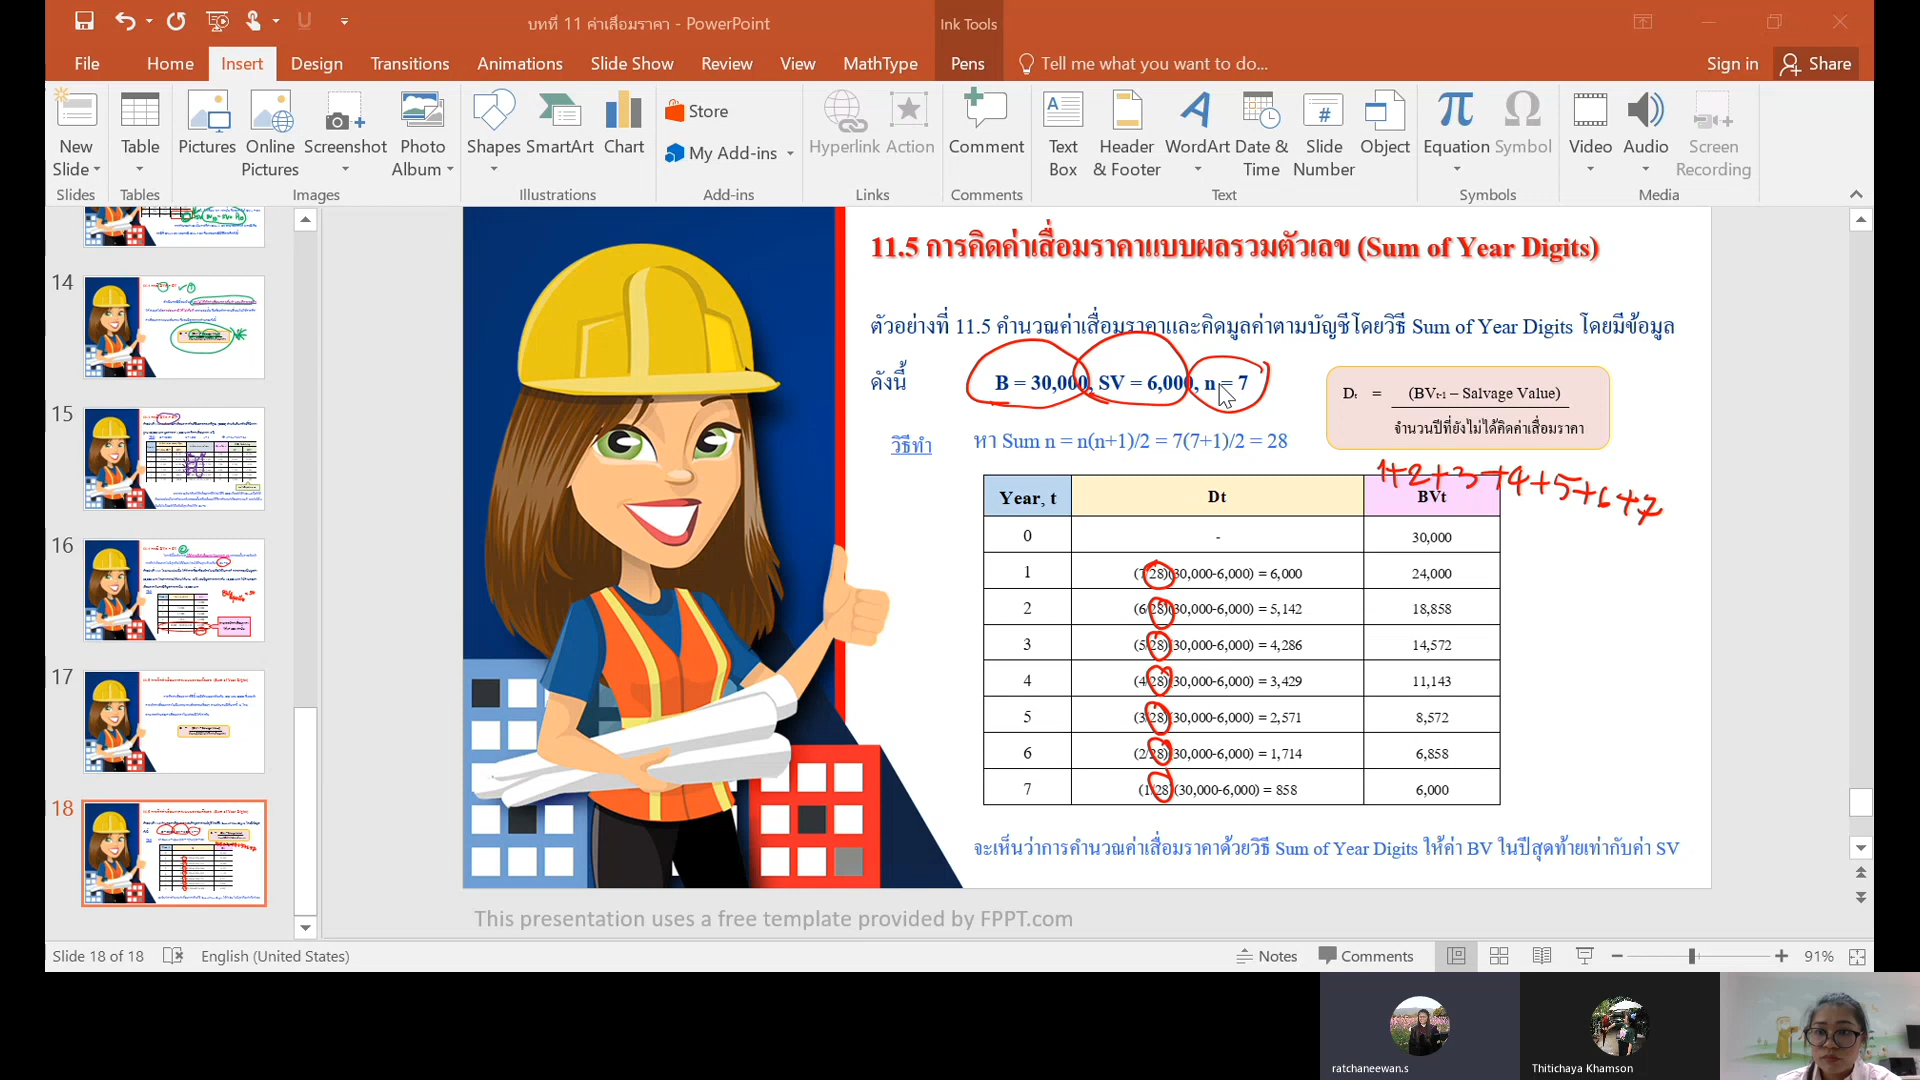 บทที่ 11 ค่าเสื่อมราคา - PowerPoint
Ink Tools
File Home Insert Design Transitions Animations Slide Show Review View MathType Pens Tell me what you want to do... Sign in Share
New Slide
Table
Pictures
Online Pictures
Screenshot
Photo Album
Shapes
SmartArt
Chart
Store
My Add-ins
Hyperlink
Action
Comment
Text Box
Header & Footer
WordArt
Date & Time
Slide Number
Object
Equation
Symbol
Video
Audio
Screen Recording
Slides Tables Images Illustrations Add-ins Links Comments Text Symbols Media
14
15
16
17
18
11.5 การคิดค่าเสื่อมราคาแบบผลรวมตัวเลข (Sum of Year Digits)
ตัวอย่างที่ 11.5 คำนวณค่าเสื่อมราคาและคิดมูลค่าตามบัญชีโดยวิธี Sum of Year Digits โดยมีข้อมูล
ดังนี้ B = 30,000, SV = 6,000, n = 7
Dt = (BVt-1 – Salvage Value)
จำนวนปีที่ยังไม่ได้คิดค่าเสื่อมราคา
วิธีทำ หา Sum n = n(n+1)/2 = 7(7+1)/2 = 28
1+2+3+4+5+6+7
Year, t Dt BVt
0 - 30,000
1 (7/28)(30,000-6,000) = 6,000 24,000
2 (6/28)(30,000-6,000) = 5,142 18,858
3 (5/28)(30,000-6,000) = 4,286 14,572
4 (4/28)(30,000-6,000) = 3,429 11,143
5 (3/28)(30,000-6,000) = 2,571 8,572
6 (2/28)(30,000-6,000) = 1,714 6,858
7 (1/28)(30,000-6,000) = 858 6,000
จะเห็นว่าการคำนวณค่าเสื่อมราคาด้วยวิธี Sum of Year Digits ให้ค่า BV ในปีสุดท้ายเท่ากับค่า SV
This presentation uses a free template provided by FPPT.com
Slide 18 of 18 English (United States) Notes Comments 91%
ratchaneewan.s
Thitichaya Khamson